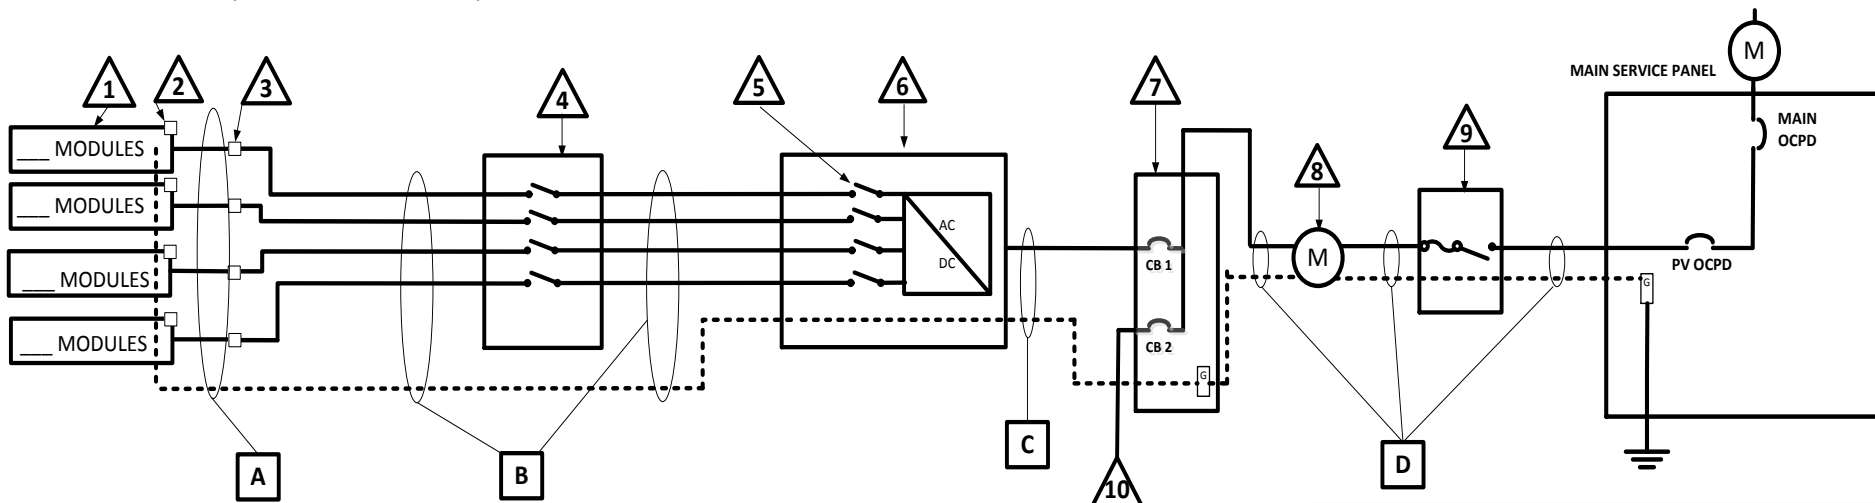 M
MAIN SERVICE PANEL
1
2
3
4
5
6
7
8
9
MAIN
OCPD
___ MODULES
___ MODULES
___ MODULES
___ MODULES
AC
DC
CB 1
M
PV OCPD
G
CB 2
G
A
B
C
D
10